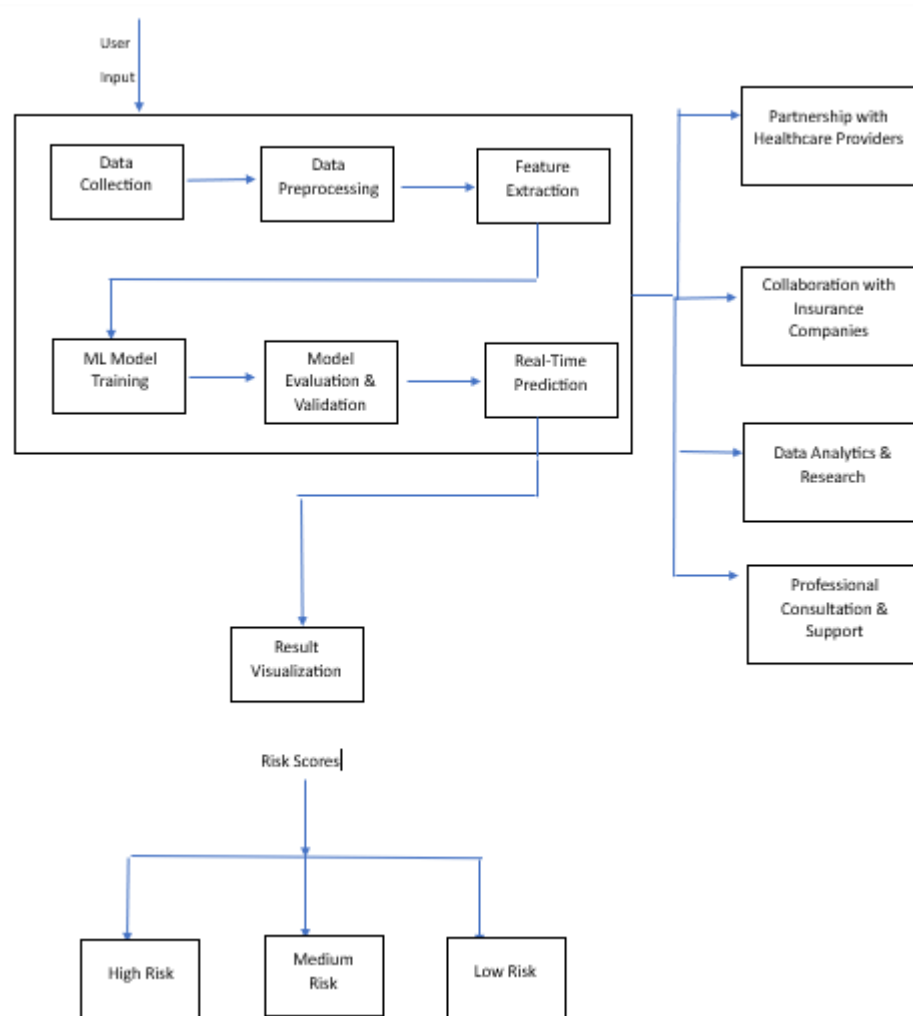 User
Input
Data
Collection
Data
Preprocessing
Feature
Extraction
ML Model
Training
Model
Evaluation &
Validation
Real-Time
Prediction
Partnership with
Healthcare Providers
Collaboration with
Insurance
Companies
Data Analytics &
Research
Professional
Consultation &
Support
Result
Visualization
Risk Scores
High Risk
Medium
Risk
Low Risk